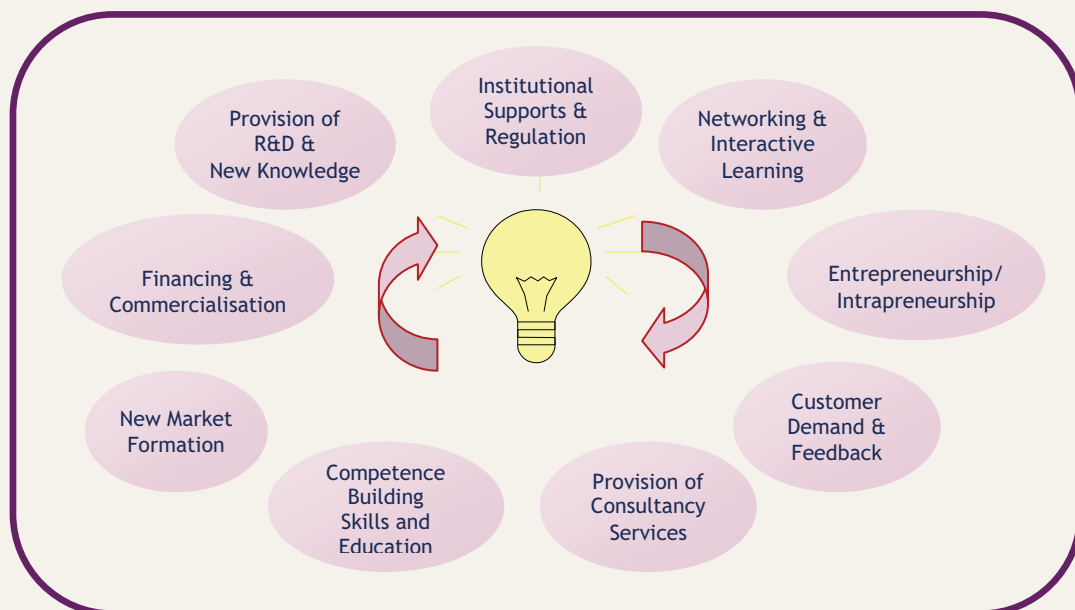 Institutional
Supports &
Regulation
Provision of
R&D &
New Knowledge
Networking &
Interactive
Learning
Financing &
Commercialisation
Entrepreneurship/
Intrapreneurship
New Market
Formation
Customer
Demand &
Feedback
Competence
Building
Skills and
Education
Provision of
Consultancy
Services